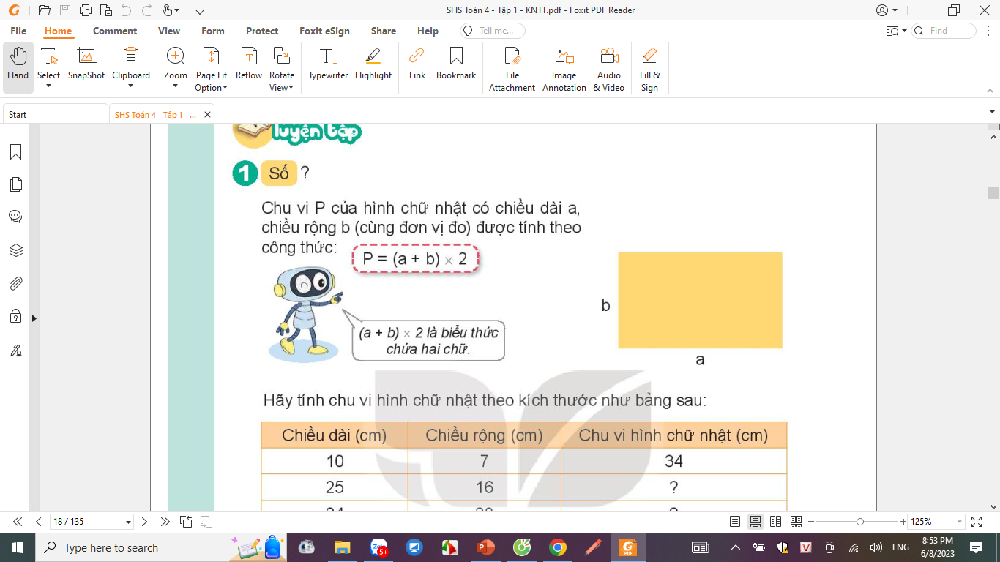 SHS Toán 4 - Tập 1 - KNTT.pdf - Foxit PDF Reader
File Home Comment View Form Protect Foxit eSign Share Help Tell me... Find
Hand Select SnapShot Clipboard Zoom Page Fit Option Reflow Rotate View Typewriter Highlight Link Bookmark File Attachment Image Annotation Audio & Video Fill & Sign
Start SHS Toán 4 - Tập 1 - ...
luyện tập
1 Số ?
Chu vi P của hình chữ nhật có chiều dài a,
chiều rộng b (cùng đơn vị đo) được tính theo
công thức:
P = (a + b) × 2
(a + b) × 2 là biểu thức
chứa hai chữ.
b
a
Hãy tính chu vi hình chữ nhật theo kích thước như bảng sau:
Chiều dài (cm) Chiều rộng (cm) Chu vi hình chữ nhật (cm)
10 7 34
25 16 ?
18 / 135 125%
Type here to search 5+ ENG 8:53 PM
6/8/2023